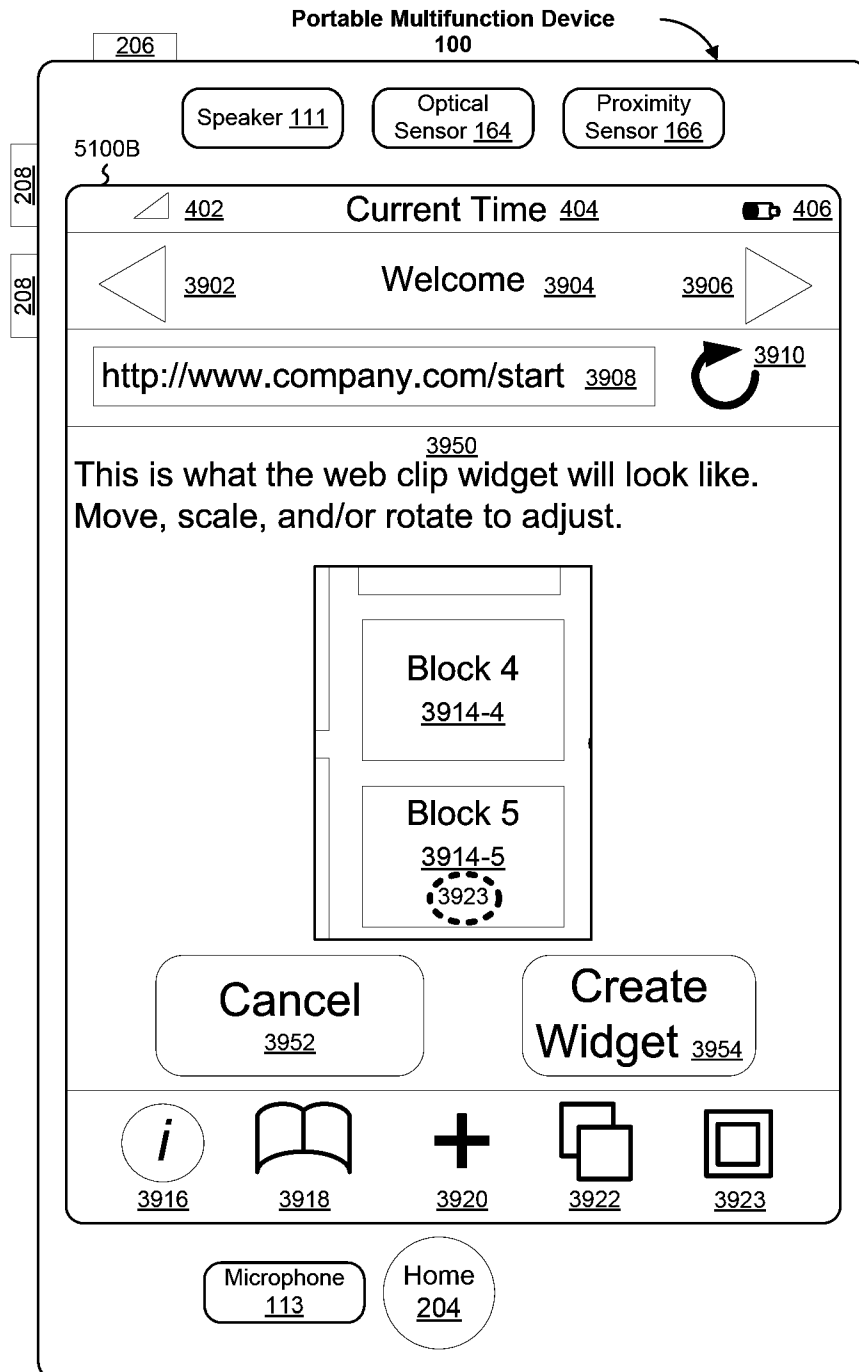 Portable Multifunction Device
100
206
Speaker 111
Optical
Sensor 164
Proximity
Sensor 166
5100B
208
208
402
Current Time 404
406
3902
Welcome 3904
3906
http://www.company.com/start 3908
3910
3950
This is what the web clip widget will look like.
Move, scale, and/or rotate to adjust.
Block 4
3914-4
Block 5
3914-5
3923
Cancel
3952
Create
Widget 3954
i
3916
3918
3920
3922
3923
Microphone
113
Home
204